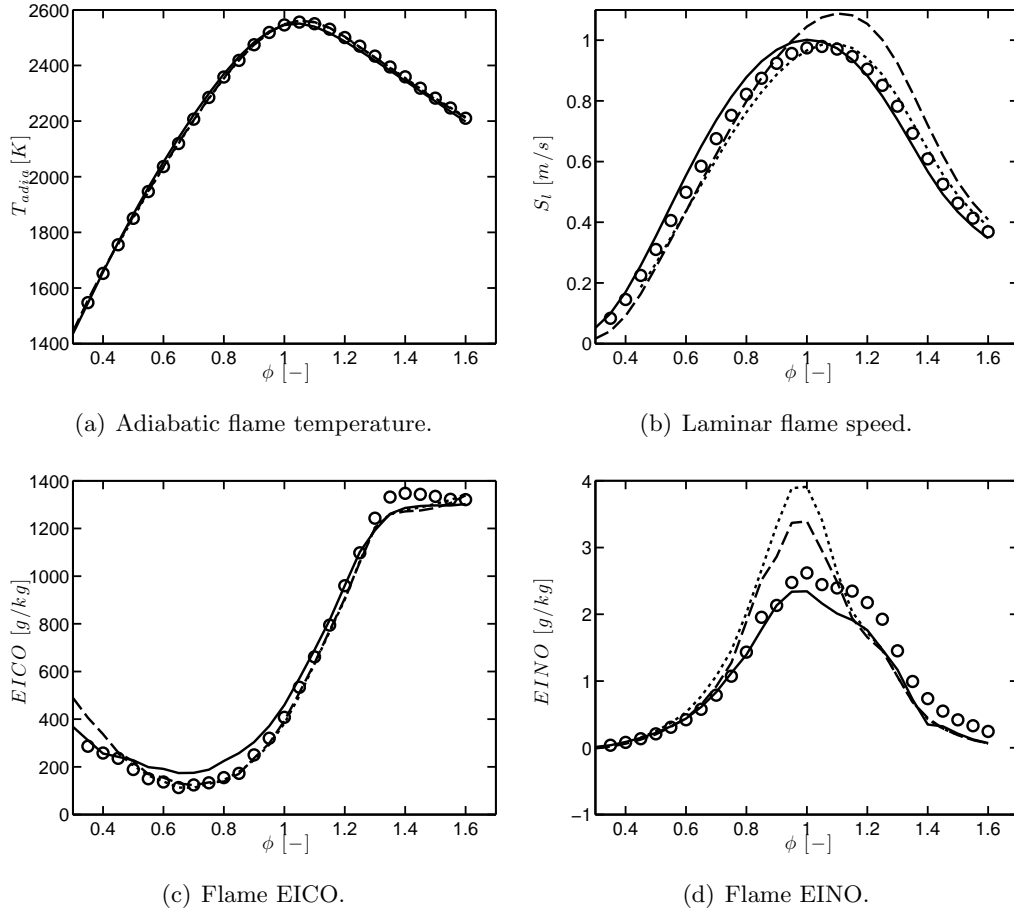 2600
2400
2200
2000
1800
1600
1400
T_adia [K]
0.4 0.6 0.8 1 1.2 1.4 1.6
ϕ [−]
(a) Adiabatic flame temperature.
1
0.8
0.6
0.4
0.2
0
S_l [m/s]
0.4 0.6 0.8 1 1.2 1.4 1.6
ϕ [−]
(b) Laminar flame speed.
1400
1200
1000
800
600
400
200
0
EICO [g/kg]
0.4 0.6 0.8 1 1.2 1.4 1.6
ϕ [−]
(c) Flame EICO.
4
3
2
1
0
−1
EINO [g/kg]
0.4 0.6 0.8 1 1.2 1.4 1.6
ϕ [−]
(d) Flame EINO.